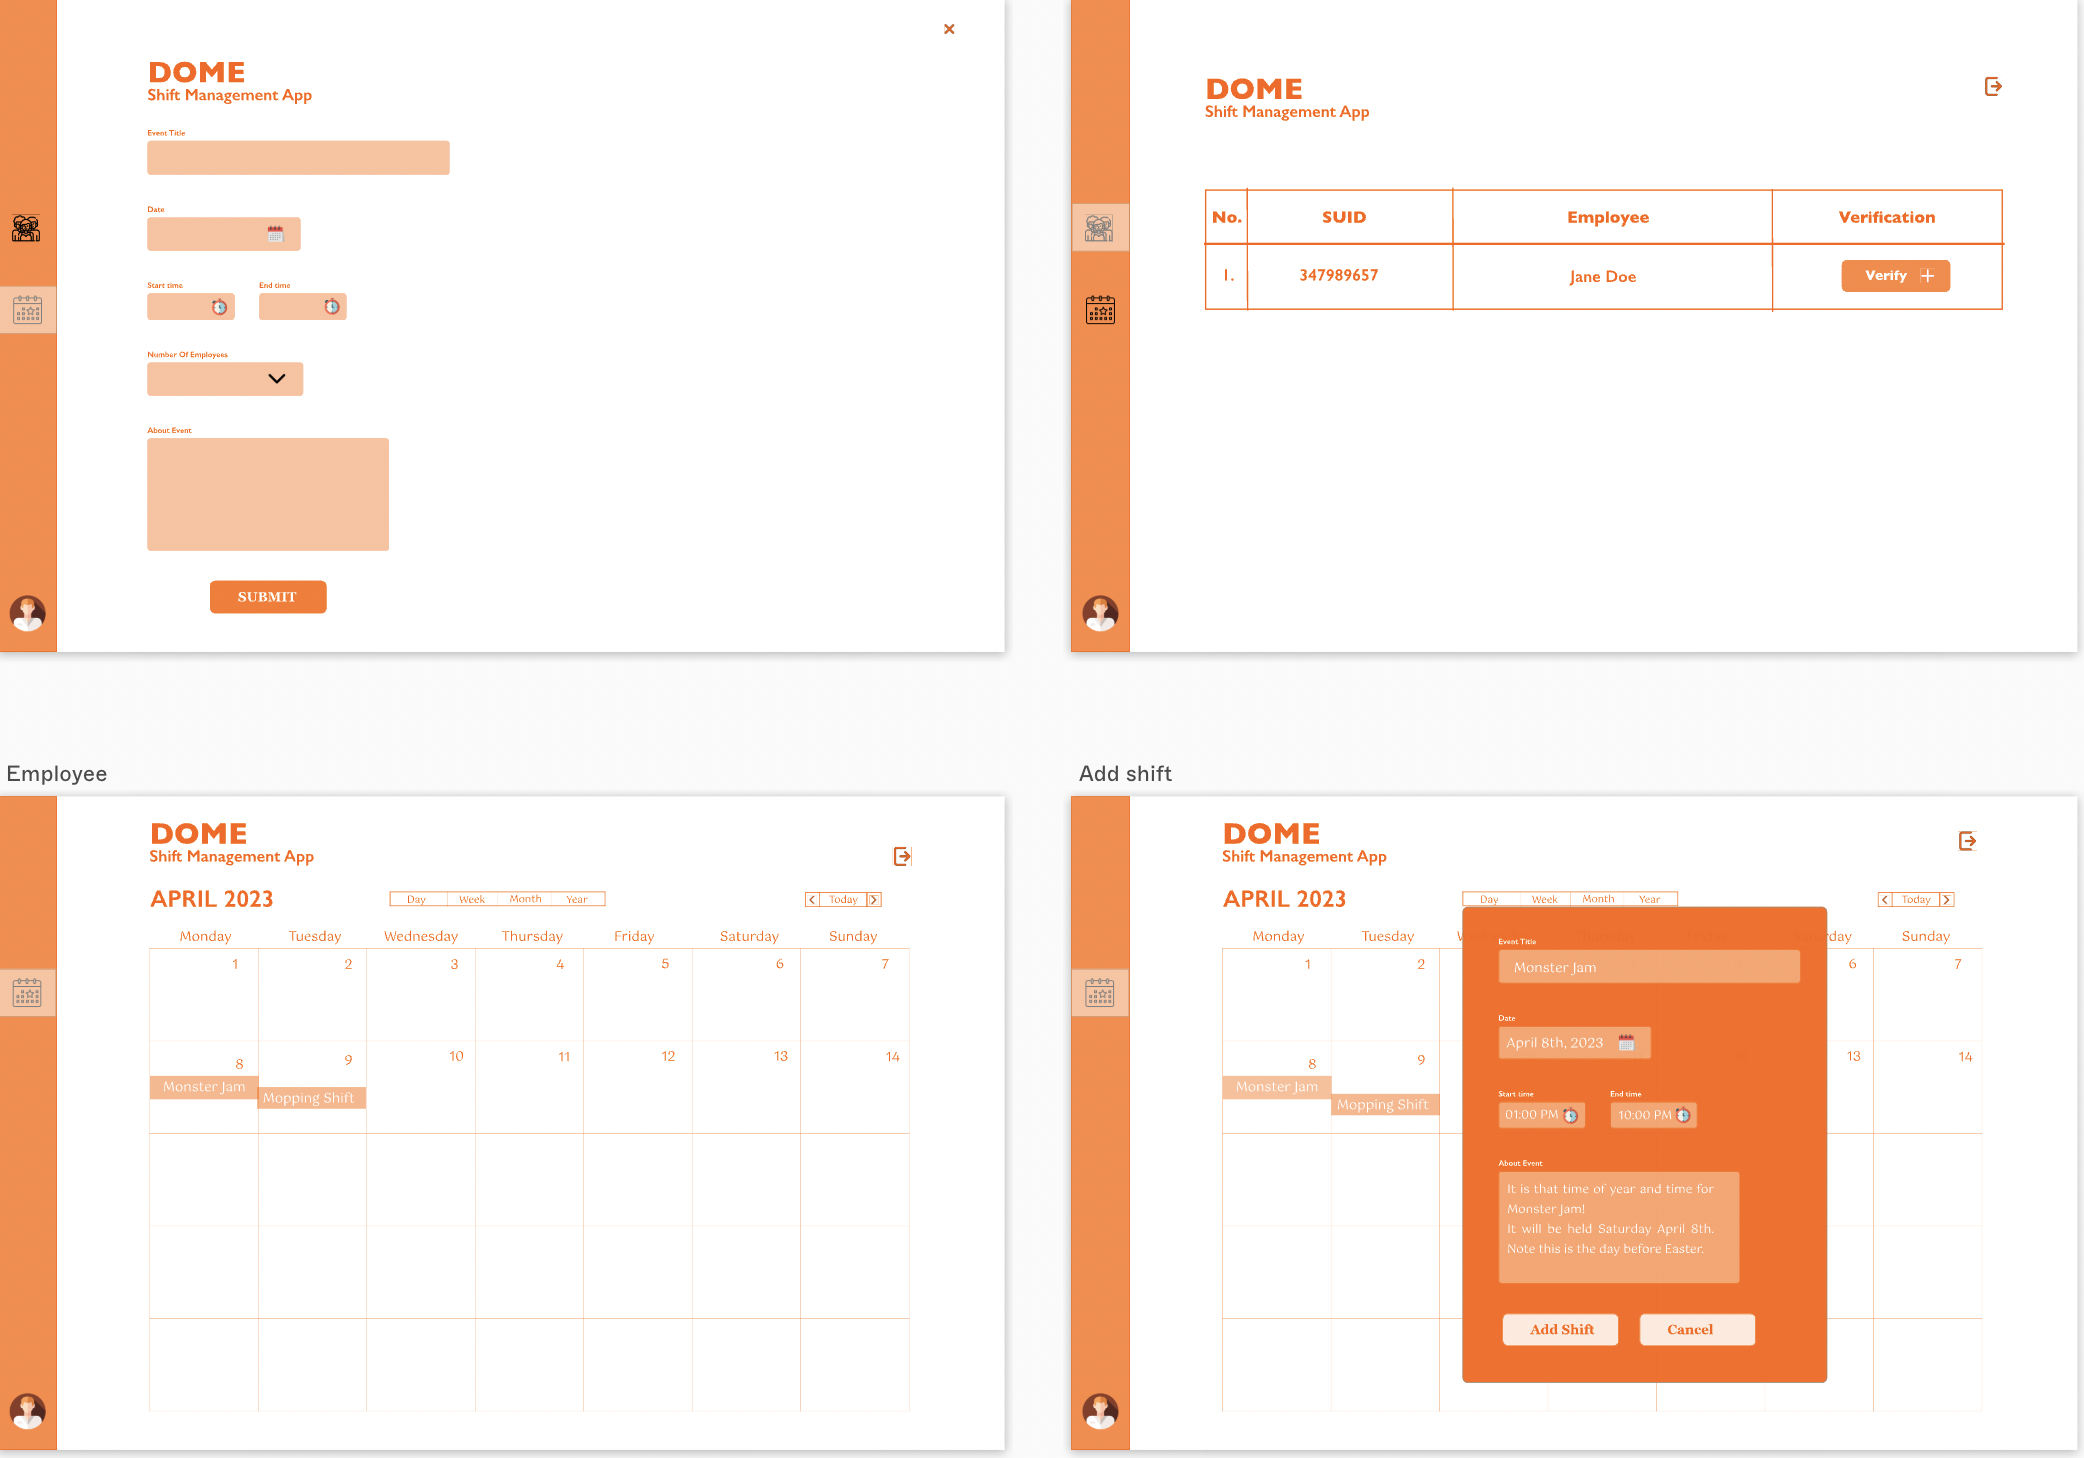 DOME
Shift Management App
Event Title
Date
Start time End time
Number Of Employees
About Event
SUBMIT
DOME
Shift Management App
No. SUID Employee Verification
1. 347989657 Jane Doe Verify
Employee
DOME
Shift Management App
APRIL 2023 Day Week Month Year Today
Monday Tuesday Wednesday Thursday Friday Saturday Sunday
1 2 3 4 5 6 7
8 9 10 11 12 13 14
Monster Jam
Mopping Shift
Add shift
DOME
Shift Management App
APRIL 2023 Day Week Month Year Today
Monday Tuesday Sunday
1 2 6 7
8 9 13 14
Monster Jam
Mopping Shift
Event Title
Monster Jam
Date
April 8th, 2023
Start time End time
01:00 PM 10:00 PM
About Event
It is that time of year and time for
Monster Jam!
It will be held Saturday April 8th.
Note this is the day before Easter.
Add Shift Cancel